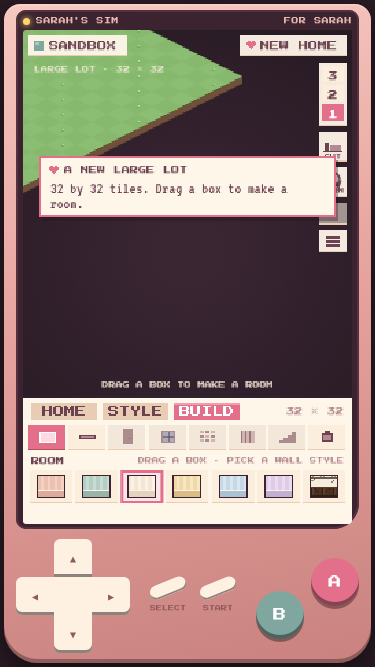 SARAH'S SIM
FOR SARAH
SANDBOX
NEW HOME
LARGE LOT · 32 × 32
3
2
1
A NEW LARGE LOT
32 by 32 tiles. Drag a box to make a
room.
DRAG A BOX TO MAKE A ROOM
HOME
STYLE
BUILD
32 × 32
ROOM
DRAG A BOX · PICK A WALL STYLE
SELECT
START
B
A